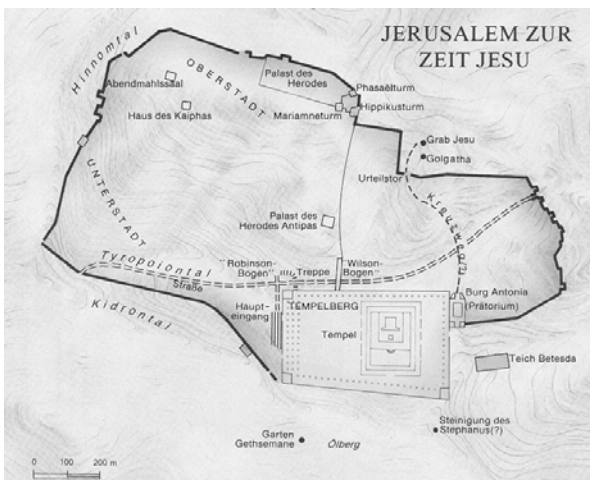 JERUSALEM ZUR
ZEIT JESU
Hinnomtal
Abendmahlssaal
OBERSTADT
Palast des
Herodes
Phasaëlturm
Hippikusturm
Mariamneturm
Haus des Kaiphas
Grab Jesu
Golgatha
Urteilstor
Kreuzweg
UNTERSTADT
Palast des
Herodes Antipas
Tyropoiontal
"Robinson-
Bogen"
Treppe
"Wilson-
Bogen"
Straße
Kidrontal
Haupt-
eingang
TEMPELBERG
Tempel
Burg Antonia
(Prätorium)
Teich Betesda
Steinigung des
Stephanus(?)
Garten
Gethsemane
Ölberg
0 100 200 m